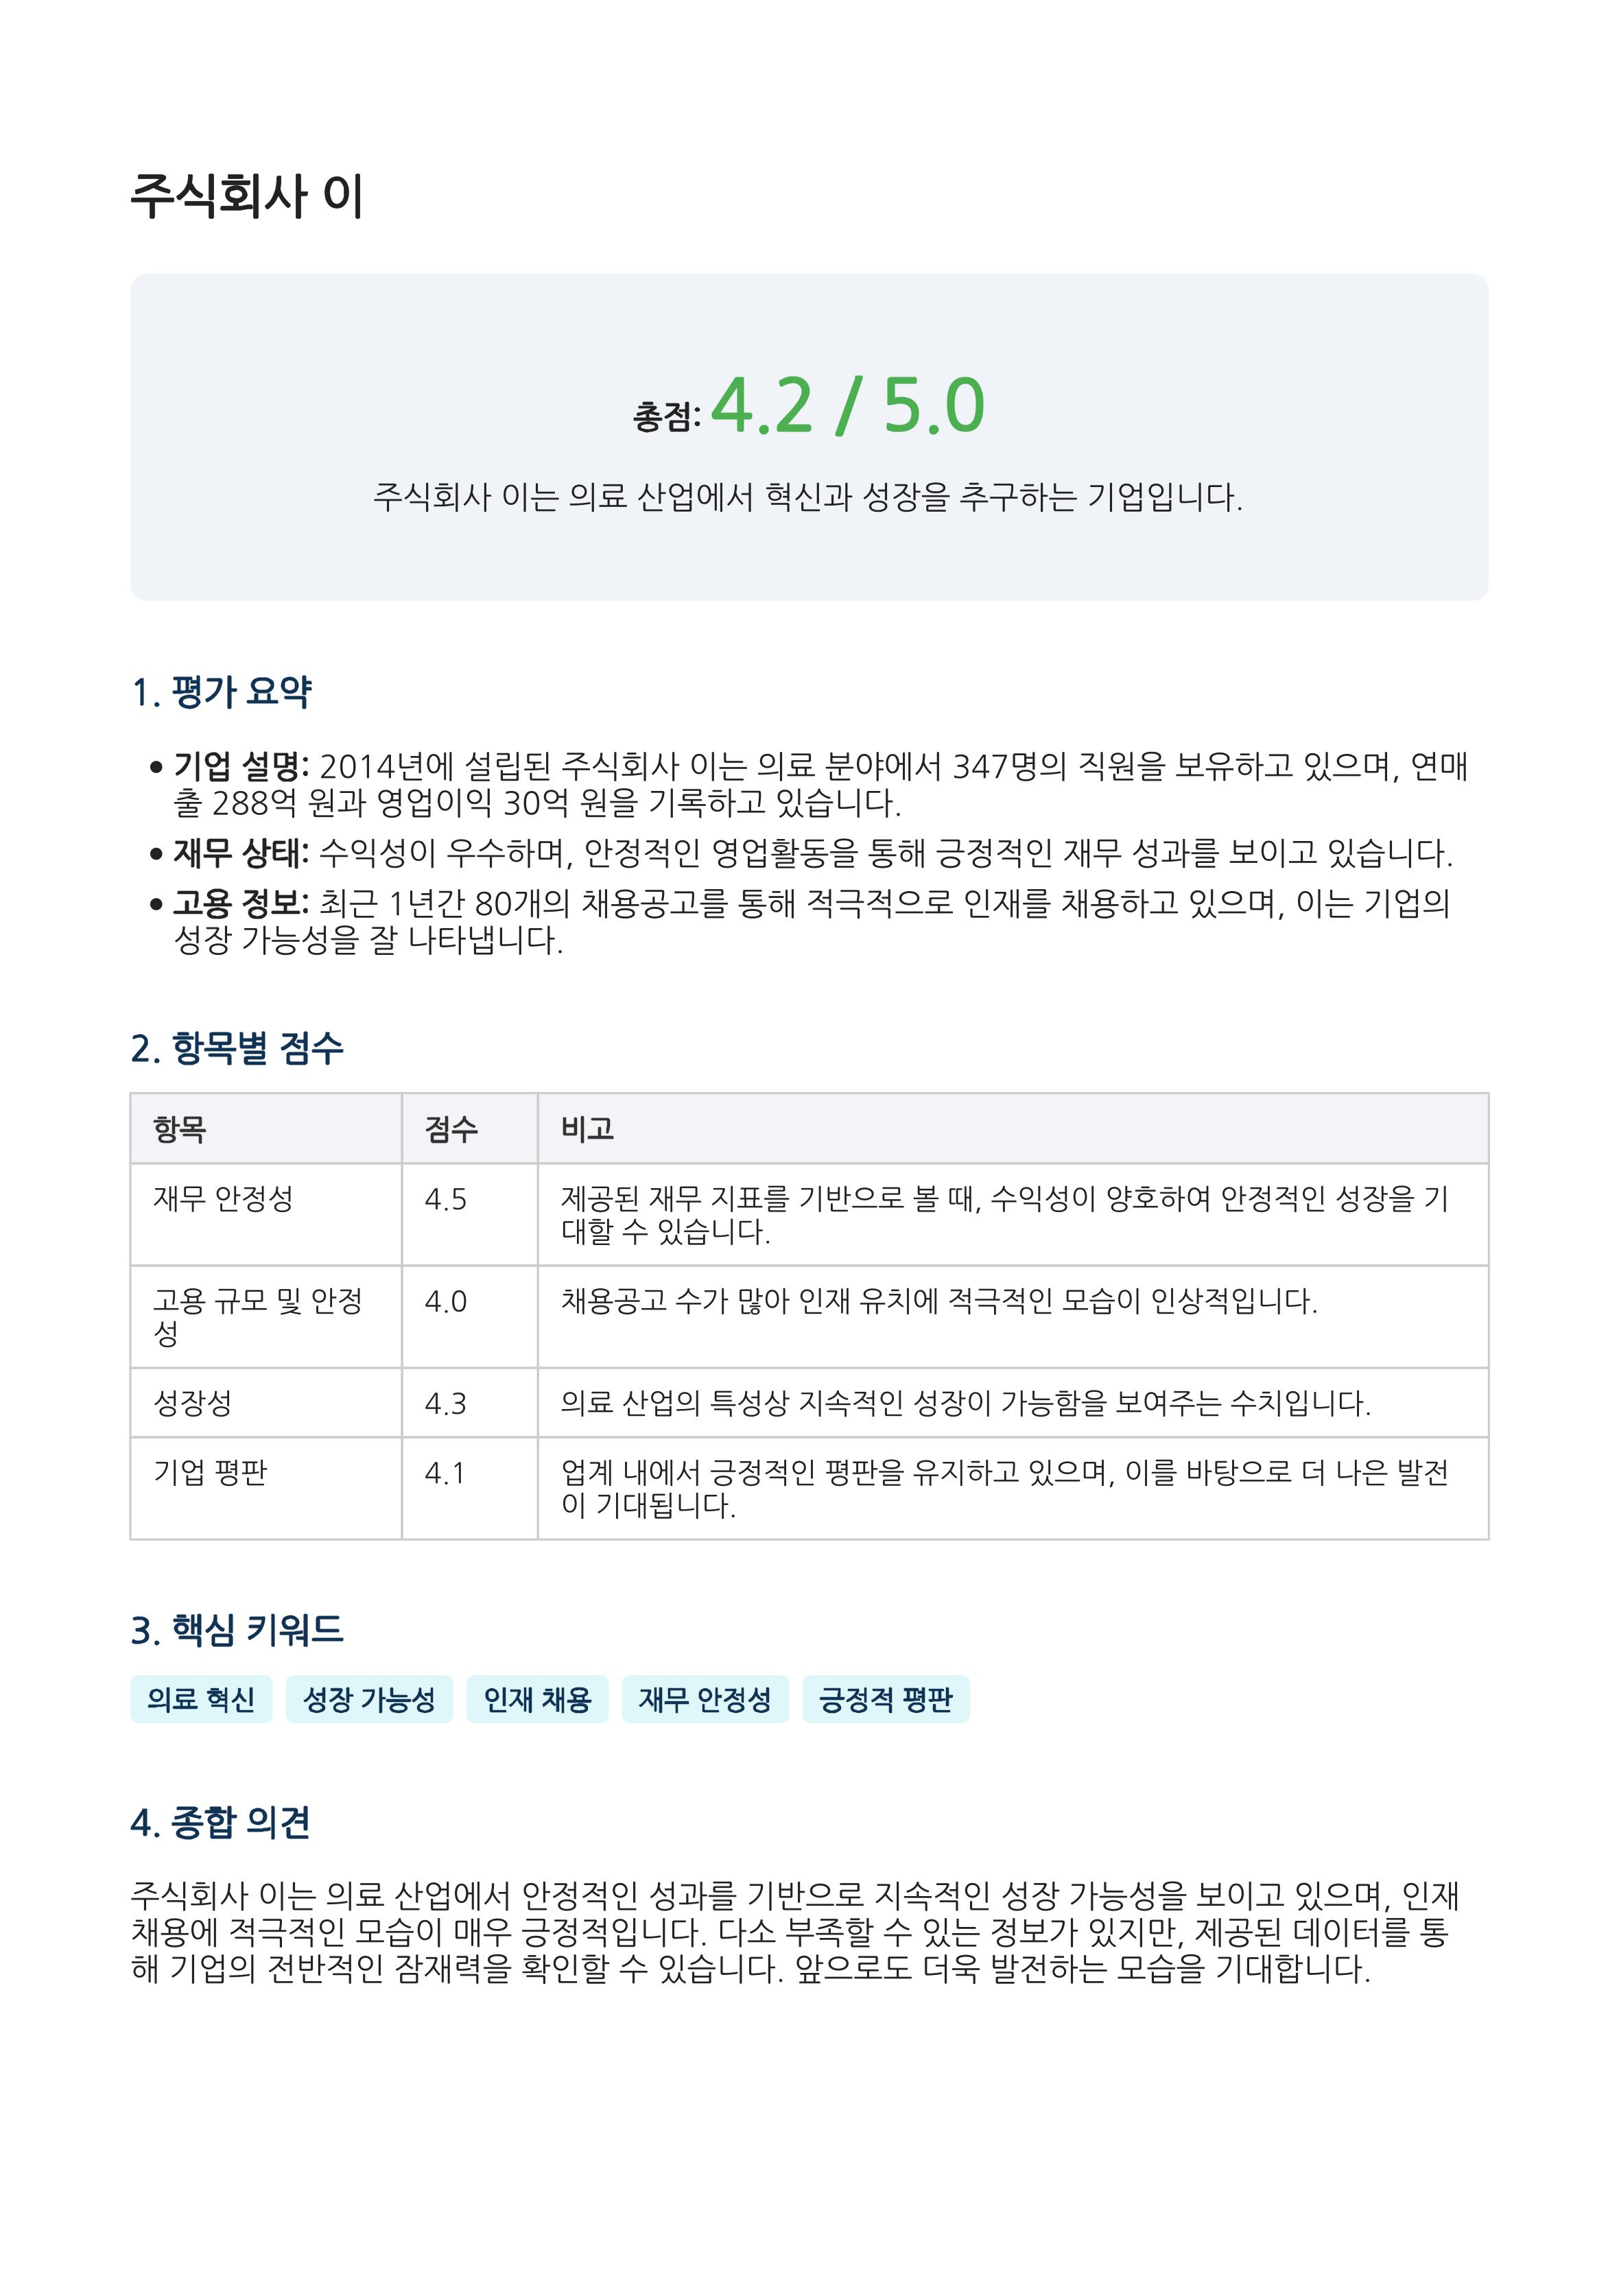 주식회사 이
총점: 4.2 / 5.0
주식회사 이는 의료 산업에서 혁신과 성장을 추구하는 기업입니다.
1. 평가 요약
• 기업 설명: 2014년에 설립된 주식회사 이는 의료 분야에서 347명의 직원을 보유하고 있으며, 연매
출 288억 원과 영업이익 30억 원을 기록하고 있습니다.
• 재무 상태: 수익성이 우수하며, 안정적인 영업활동을 통해 긍정적인 재무 성과를 보이고 있습니다.
• 고용 정보: 최근 1년간 80개의 채용공고를 통해 적극적으로 인재를 채용하고 있으며, 이는 기업의
성장 가능성을 잘 나타냅니다.
2. 항목별 점수
항목 점수 비고
재무 안정성 4.5 제공된 재무 지표를 기반으로 볼 때, 수익성이 양호하여 안정적인 성장을 기
대할 수 있습니다.
고용 규모 및 안정 4.0 채용공고 수가 많아 인재 유치에 적극적인 모습이 인상적입니다.
성
성장성 4.3 의료 산업의 특성상 지속적인 성장이 가능함을 보여주는 수치입니다.
기업 평판 4.1 업계 내에서 긍정적인 평판을 유지하고 있으며, 이를 바탕으로 더 나은 발전
이 기대됩니다.
3. 핵심 키워드
의료 혁신 성장 가능성 인재 채용 재무 안정성 긍정적 평판
4. 종합 의견
주식회사 이는 의료 산업에서 안정적인 성과를 기반으로 지속적인 성장 가능성을 보이고 있으며, 인재
채용에 적극적인 모습이 매우 긍정적입니다. 다소 부족할 수 있는 정보가 있지만, 제공된 데이터를 통
해 기업의 전반적인 잠재력을 확인할 수 있습니다. 앞으로도 더욱 발전하는 모습을 기대합니다.